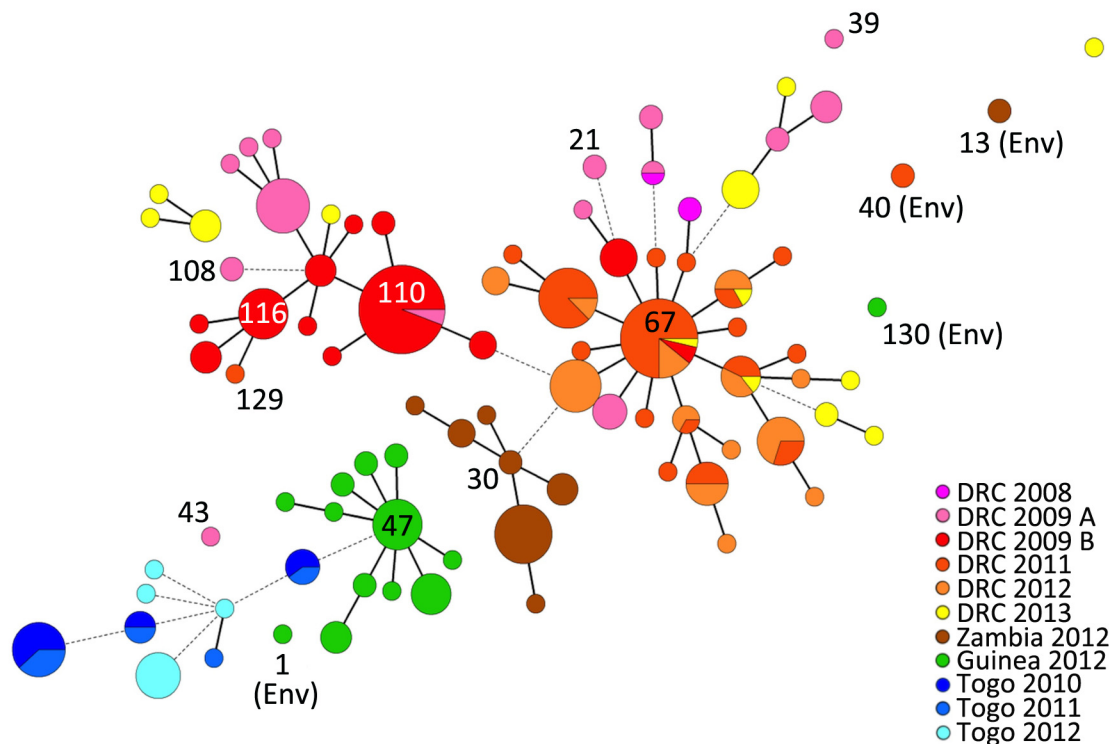 39
13 (Env)
21
40 (Env)
108
110
116
67
130 (Env)
129
30
43
47
1
(Env)
DRC 2008
DRC 2009 A
DRC 2009 B
DRC 2011
DRC 2012
DRC 2013
Zambia 2012
Guinea 2012
Togo 2010
Togo 2011
Togo 2012